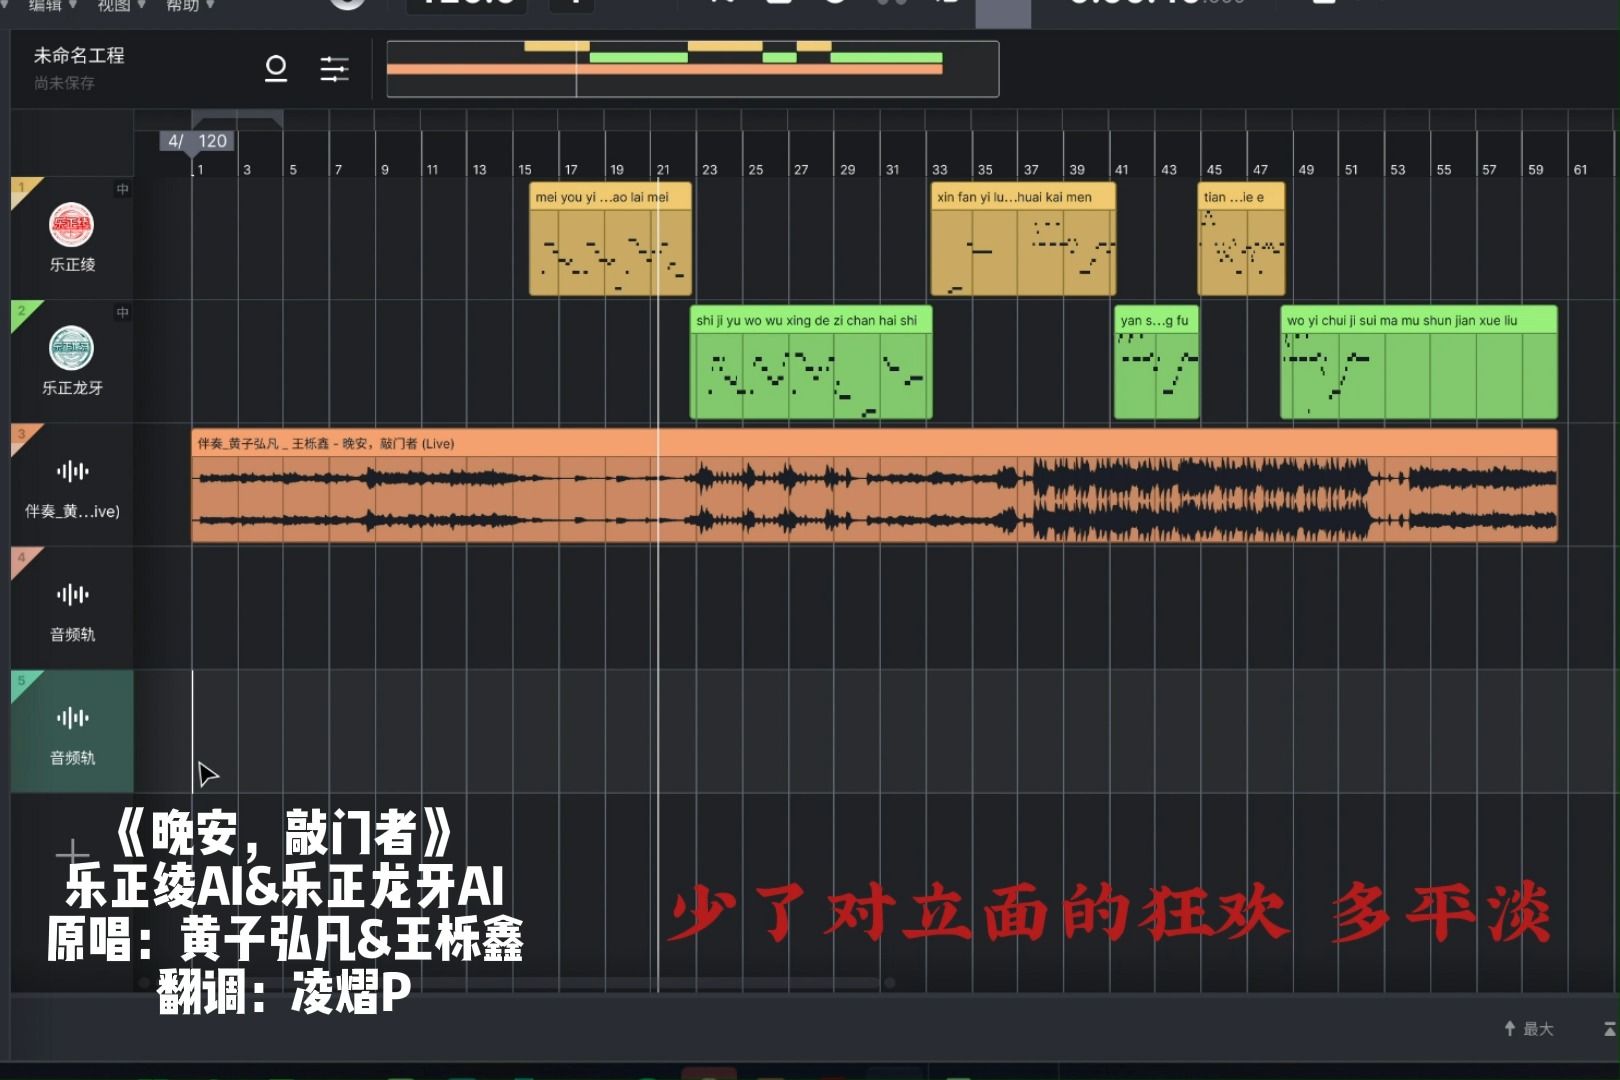 编辑 视图 帮助
未命名工程
尚未保存
4/ 120
1 3 5 7 9 11 13 15 17 19 21 23 25 27 29 31 33 35 37 39 41 43 45 47 49 51 53 55 57 59 61
1 中
乐正绫
mei you yi ...ao lai mei
xin fan yi lu...huai kai men
tian ...ie e
2 中
乐正龙牙
shi ji yu wo wu xing de zi chan hai shi
yan s...g fu
wo yi chui ji sui ma mu shun jian xue liu
3
伴奏_黄...ive)
伴奏_黄子弘凡 _ 王栎鑫 - 晚安，敲门者 (Live)
4
音频轨
5
音频轨
《晚安，敲门者》
乐正绫AI&乐正龙牙AI
原唱：黄子弘凡&王栎鑫
翻调：凌熠P
少了对立面的狂欢 多平淡
最大